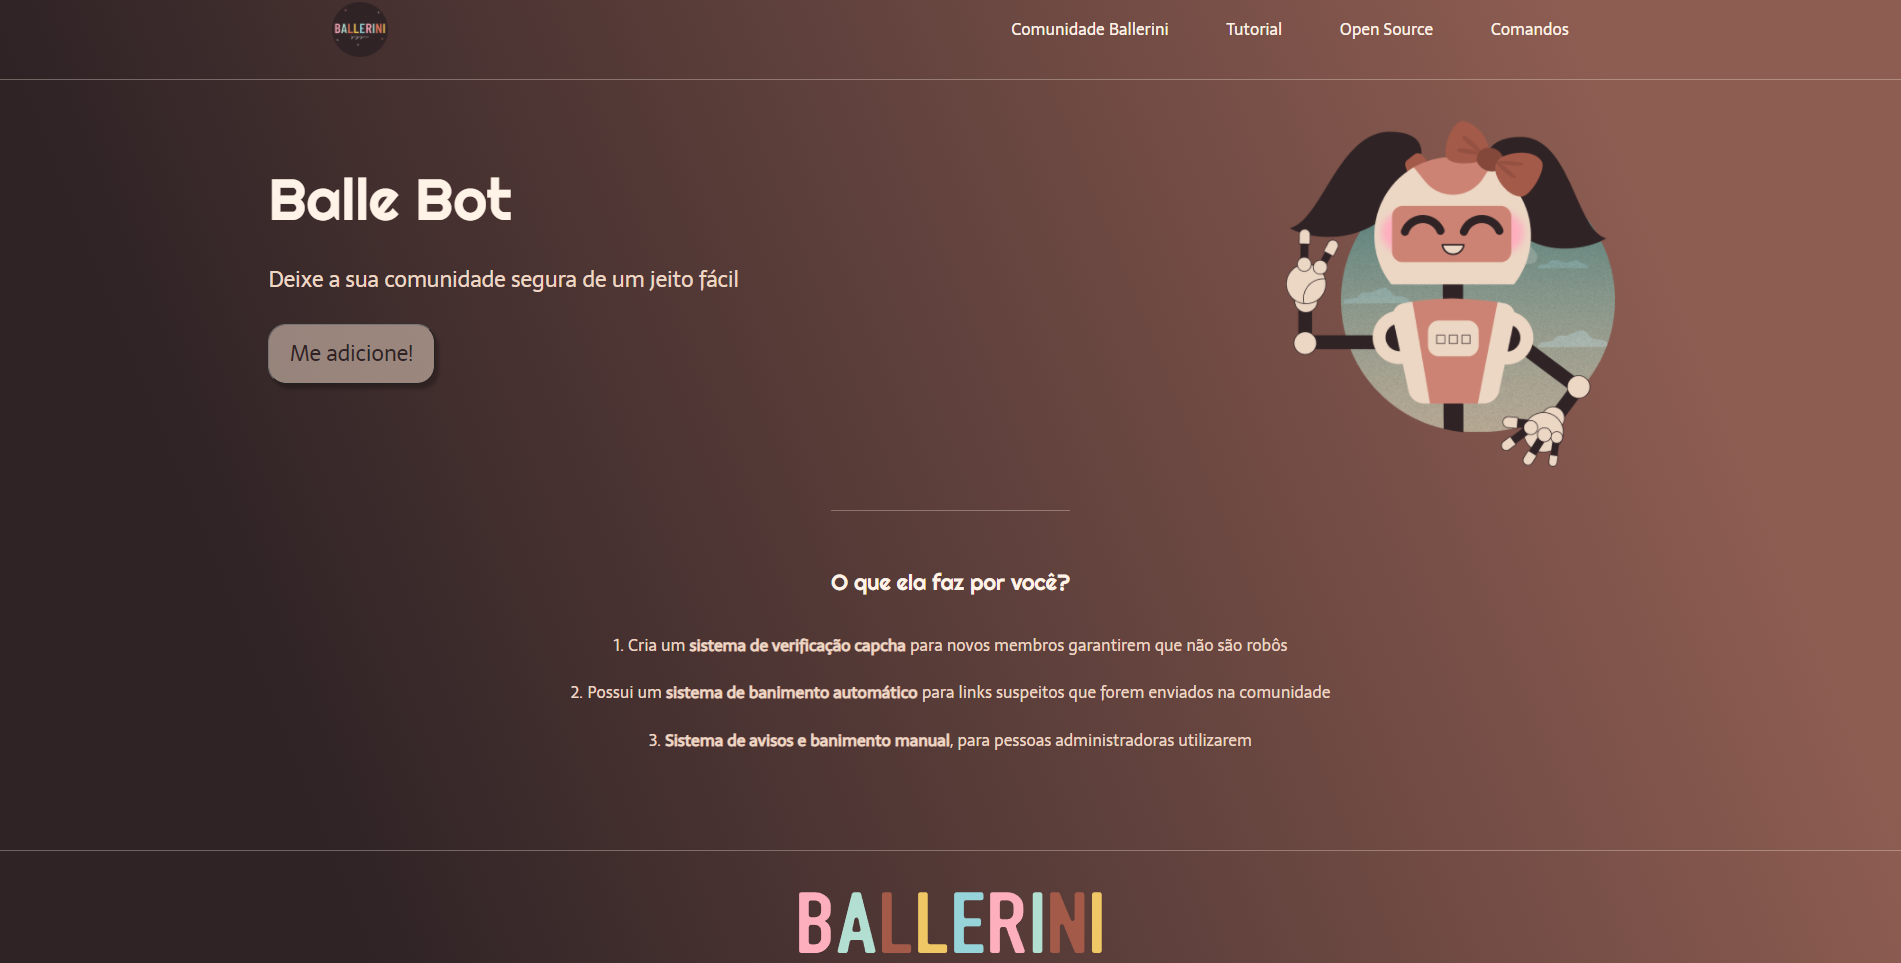 BALLERINI
Comunidade Ballerini
Tutorial
Open Source
Comandos
Balle Bot
Deixe a sua comunidade segura de um jeito fácil
Me adicione!
O que ela faz por você?
1. Cria um sistema de verificação capcha para novos membros garantirem que não são robôs
2. Possui um sistema de banimento automático para links suspeitos que forem enviados na comunidade
3. Sistema de avisos e banimento manual, para pessoas administradoras utilizarem
BALLERINI